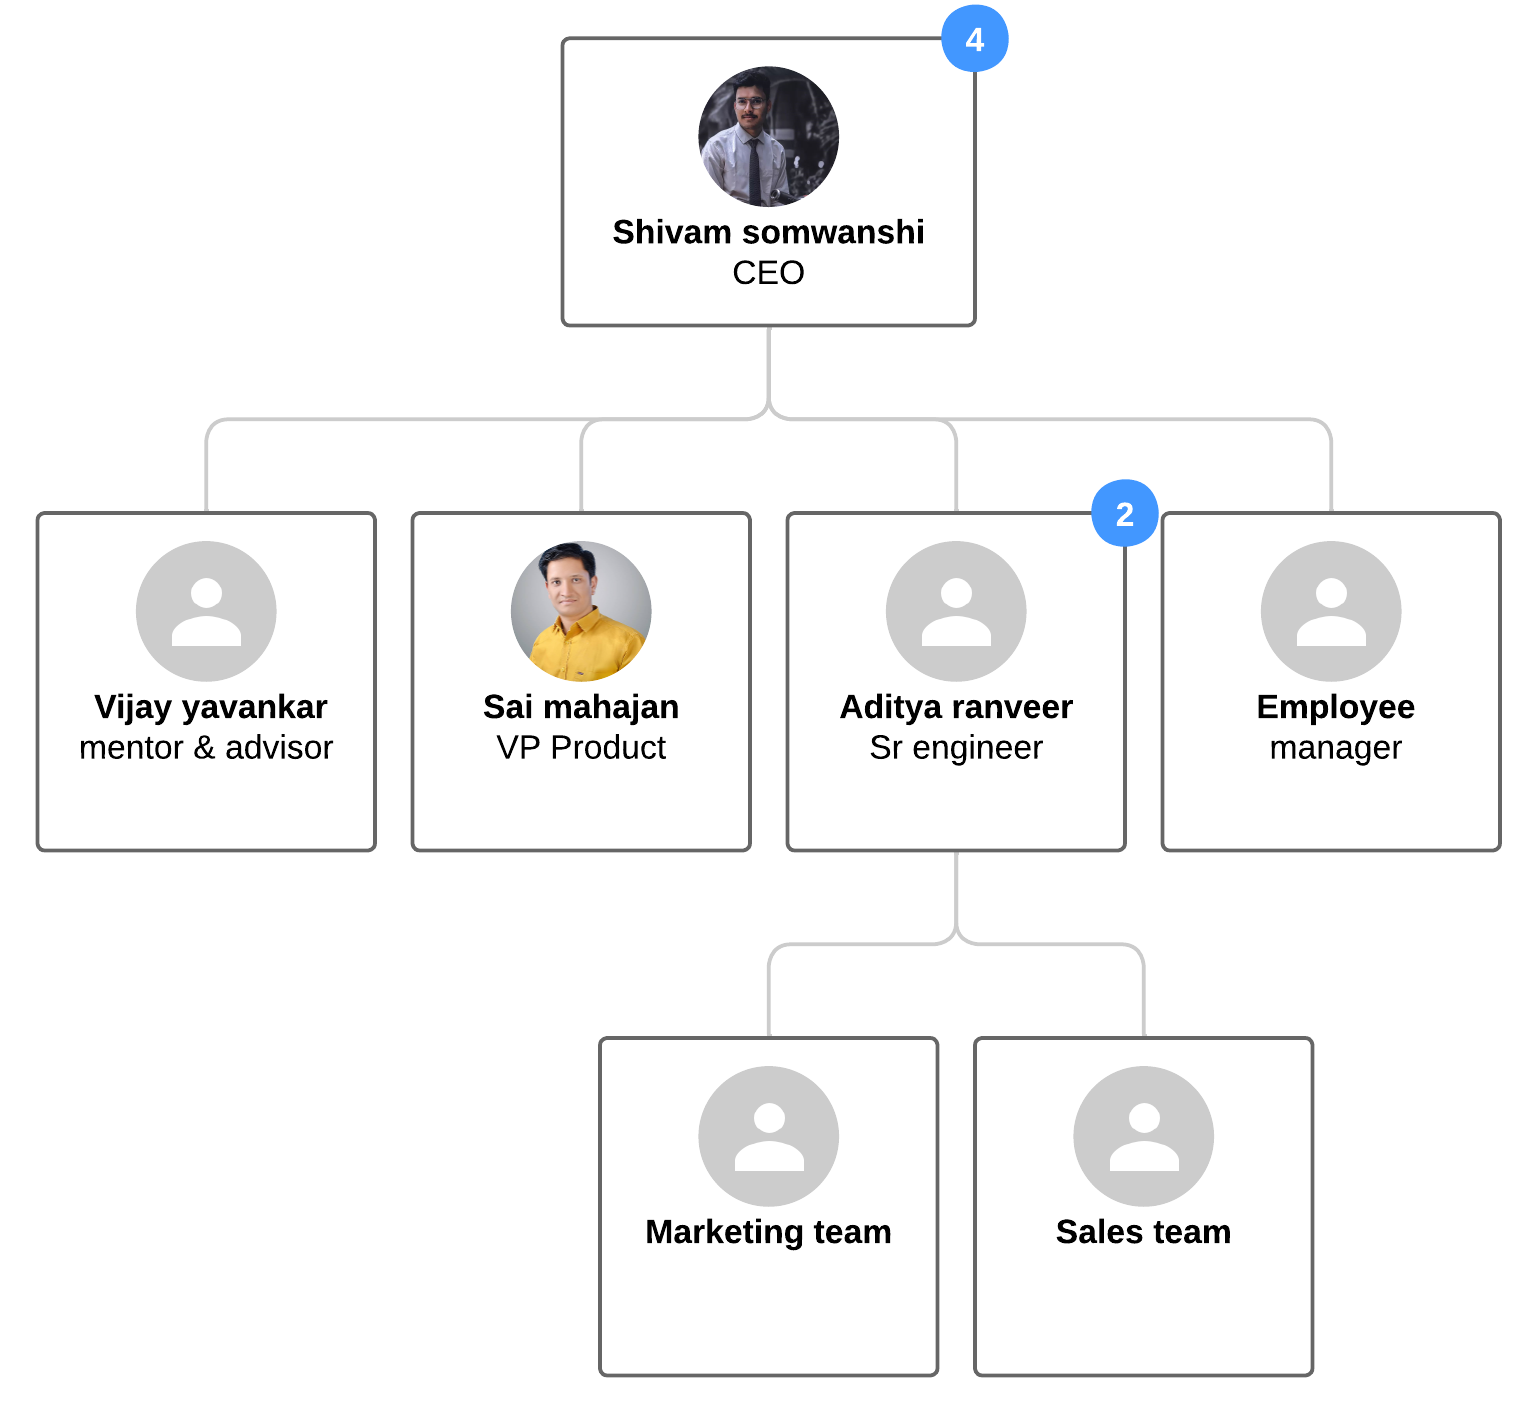 4
Shivam somwanshi
CEO
2
Vijay yavankar
mentor & advisor
Sai mahajan
VP Product
Aditya ranveer
Sr engineer
Employee
manager
Marketing team
Sales team